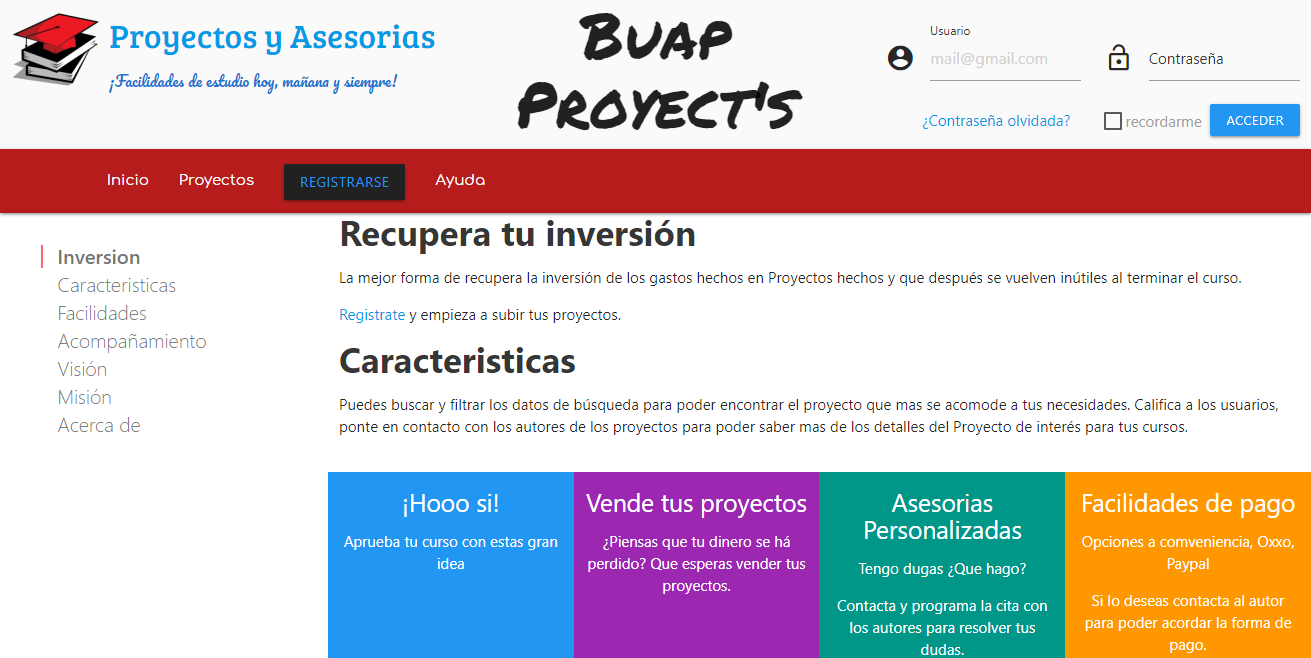 Proyectos y Asesorias
¡Facilidades de estudio hoy, mañana y siempre!
Buap
Proyect's
Usuario
mail@gmail.com
Contraseña
¿Contraseña olvidada?
recordarme
ACCEDER
Inicio
Proyectos
REGISTRARSE
Ayuda
Inversion
Caracteristicas
Facilidades
Acompañamiento
Visión
Misión
Acerca de
Recupera tu inversión
La mejor forma de recupera la inversión de los gastos hechos en Proyectos hechos y que después se vuelven inútiles al terminar el curso.
Registrate y empieza a subir tus proyectos.
Caracteristicas
Puedes buscar y filtrar los datos de búsqueda para poder encontrar el proyecto que mas se acomode a tus necesidades. Califica a los usuarios,
ponte en contacto con los autores de los proyectos para poder saber mas de los detalles del Proyecto de interés para tus cursos.
¡Hooo si!
Aprueba tu curso con estas gran
idea
Vende tus proyectos
¿Piensas que tu dinero se há
perdido? Que esperas vender tus
proyectos.
Asesorias
Personalizadas
Tengo dugas ¿Que hago?
Contacta y programa la cita con
los autores para resolver tus
dudas.
Facilidades de pago
Opciones a comveniencia, Oxxo,
Paypal
Si lo deseas contacta al autor
para poder acordar la forma de
pago.